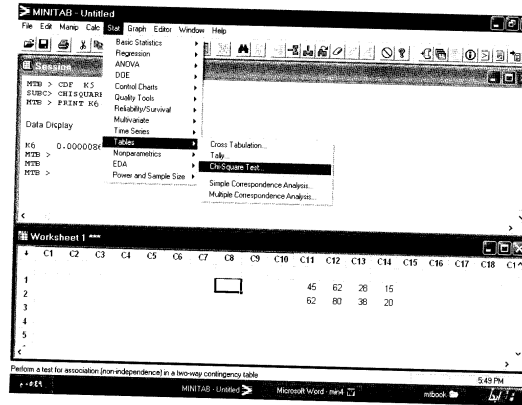 MINITAB - Untitled
File Edit Manip Calc Stat Graph Editor Window Help
Basic Statistics
Regression
ANOVA
DOE
Control Charts
Quality Tools
Reliability/Survival
Multivariate
Time Series
Tables
Nonparametrics
EDA
Power and Sample Size
Cross Tabulation...
Tally...
Chi-Square Test...
Simple Correspondence Analysis...
Multiple Correspondence Analysis...
Session
MTB > CDF K5
SUBC> CHISQUARE
MTB > PRINT K6
Data Display
K6 0.0000086
MTB >
MTB
MTB >
Worksheet 1 ***
C1 C2 C3 C4 C5 C6 C7 C8 C9 C10 C11 C12 C13 C14 C15 C16 C17 C18 C1
1 45 62 28 15
2 62 80 38 20
3
4
5
Perform a test for association (non-independence) in a two-way contingency table
5:49 PM
MINITAB - Untitled Microsoft Word - min4 mtbook